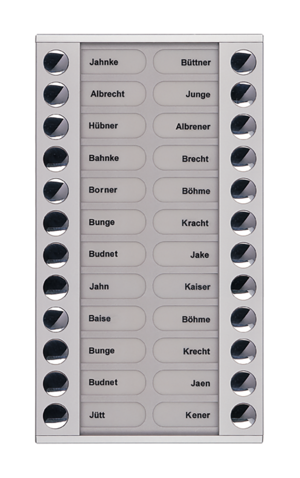 Jahnke Büttner
Albrecht Junge
Hübner Albrener
Bahnke Brecht
Borner Böhme
Bunge Kracht
Budnet Jake
Jahn Kaiser
Baise Böhme
Bunge Krecht
Budnet Jaen
Jütt Kener